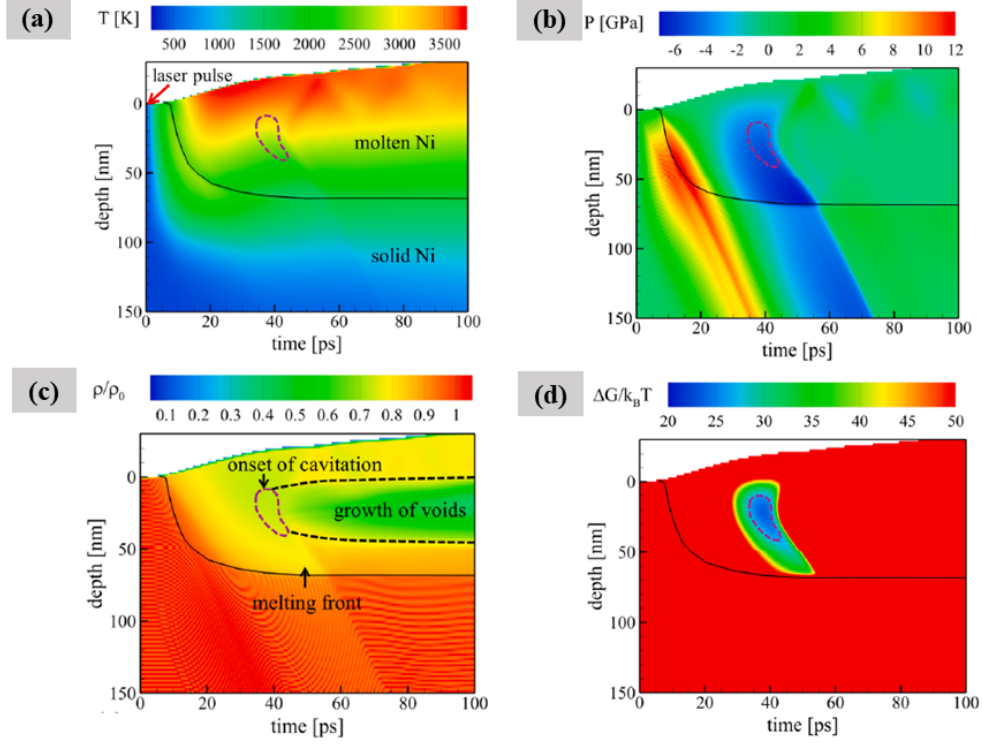 (a)
T [K]
500 1500 2000 2500 3000 3750
laser pulse
molten Ni
solid Ni
depth [nm]
0
50
100
150
0 20 40 60 80 100
time [ps]
(b)
P [GPa]
-6 -4 -2 0 2 4 6 8 10 12
depth [nm]
0
50
100
150
0 20 40 60 80 100
time [ps]
(c)
ρ/ρ₀
0.1 0.2 0.3 0.4 0.5 0.6 0.7 0.8 0.9 1
onset of cavitation
growth of voids
melting front
depth [nm]
0
50
100
150
0 20 40 60 80 100
time [ps]
(d)
ΔG/k_BT
20 25 30 35 40 45 50
depth [nm]
0
50
100
150
0 20 40 60 80 100
time [ps]